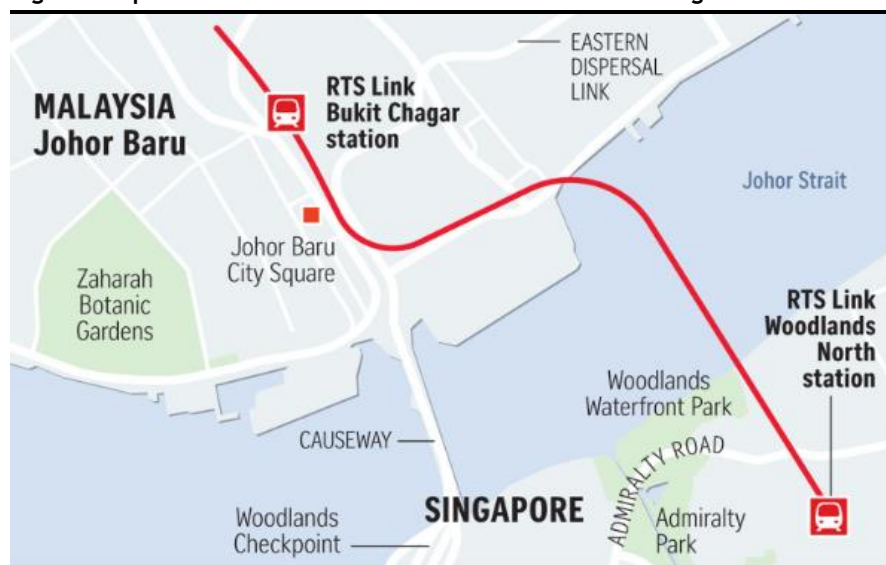 EASTERN
DISPERSAL
LINK
RTS Link
Bukit Chagar
station
MALAYSIA
Johor Baru
Johor Strait
Johor Baru
City Square
Zaharah
Botanic
Gardens
RTS Link
Woodlands
North
station
Woodlands
Waterfront Park
CAUSEWAY
ADMIRALTY ROAD
SINGAPORE
Woodlands
Checkpoint
Admiralty
Park